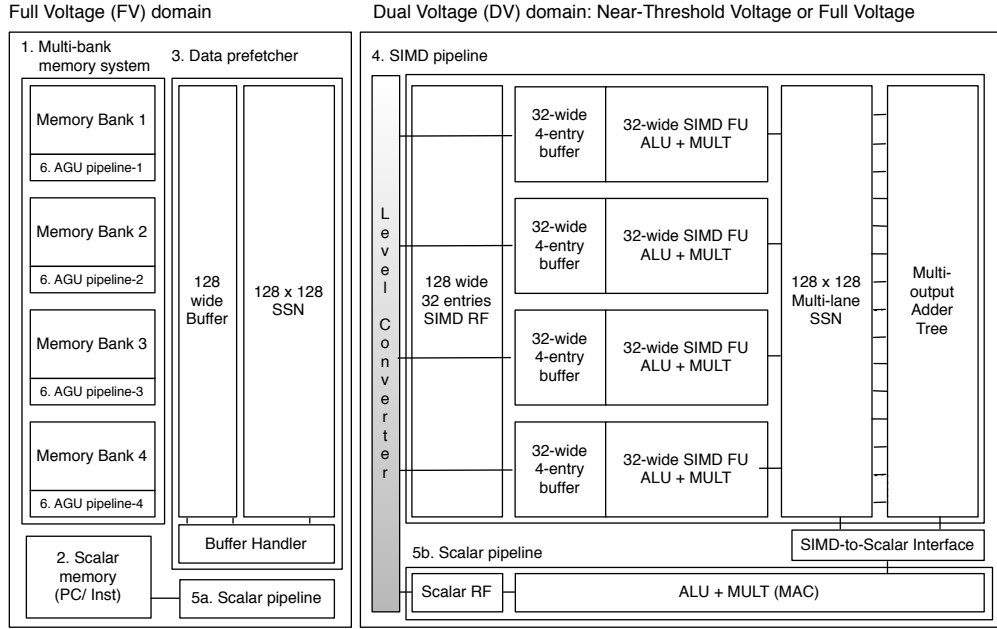 Full Voltage (FV) domain
Dual Voltage (DV) domain: Near-Threshold Voltage or Full Voltage
1. Multi-bank
memory system
Memory Bank 1
6. AGU pipeline-1
Memory Bank 2
6. AGU pipeline-2
Memory Bank 3
6. AGU pipeline-3
Memory Bank 4
6. AGU pipeline-4
3. Data prefetcher
128
wide
Buffer
128 x 128
SSN
Buffer Handler
2. Scalar
memory
(PC/ Inst)
5a. Scalar pipeline
Level Converter
4. SIMD pipeline
128 wide
32 entries
SIMD RF
32-wide
4-entry
buffer
32-wide SIMD FU
ALU + MULT
32-wide
4-entry
buffer
32-wide SIMD FU
ALU + MULT
32-wide
4-entry
buffer
32-wide SIMD FU
ALU + MULT
32-wide
4-entry
buffer
32-wide SIMD FU
ALU + MULT
128 x 128
Multi-lane
SSN
Multi-
output
Adder
Tree
SIMD-to-Scalar Interface
5b. Scalar pipeline
Scalar RF
ALU + MULT (MAC)